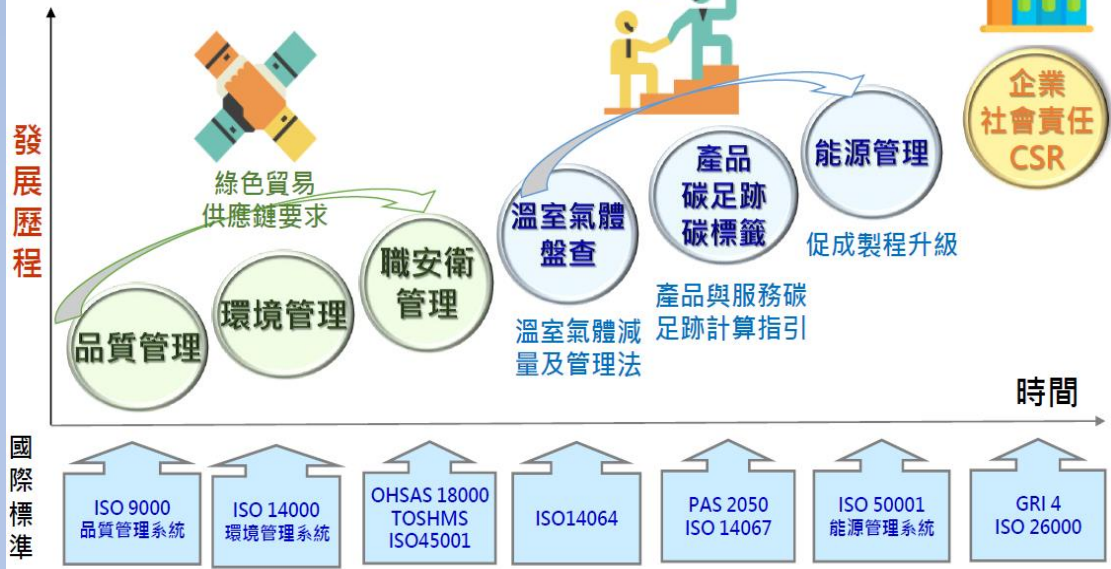 發展歷程
綠色貿易
供應鏈要求
品質管理
環境管理
職安衛
管理
溫室氣體
盤查
溫室氣體減
量及管理法
產品
碳足跡
碳標籤
產品與服務碳
足跡計算指引
能源管理
促成製程升級
企業
社會責任
CSR
時間
國際標準
ISO 9000
品質管理系統
ISO 14000
環境管理系統
OHSAS 18000
TOSHMS
ISO45001
ISO14064
PAS 2050
ISO 14067
ISO 50001
能源管理系統
GRI 4
ISO 26000